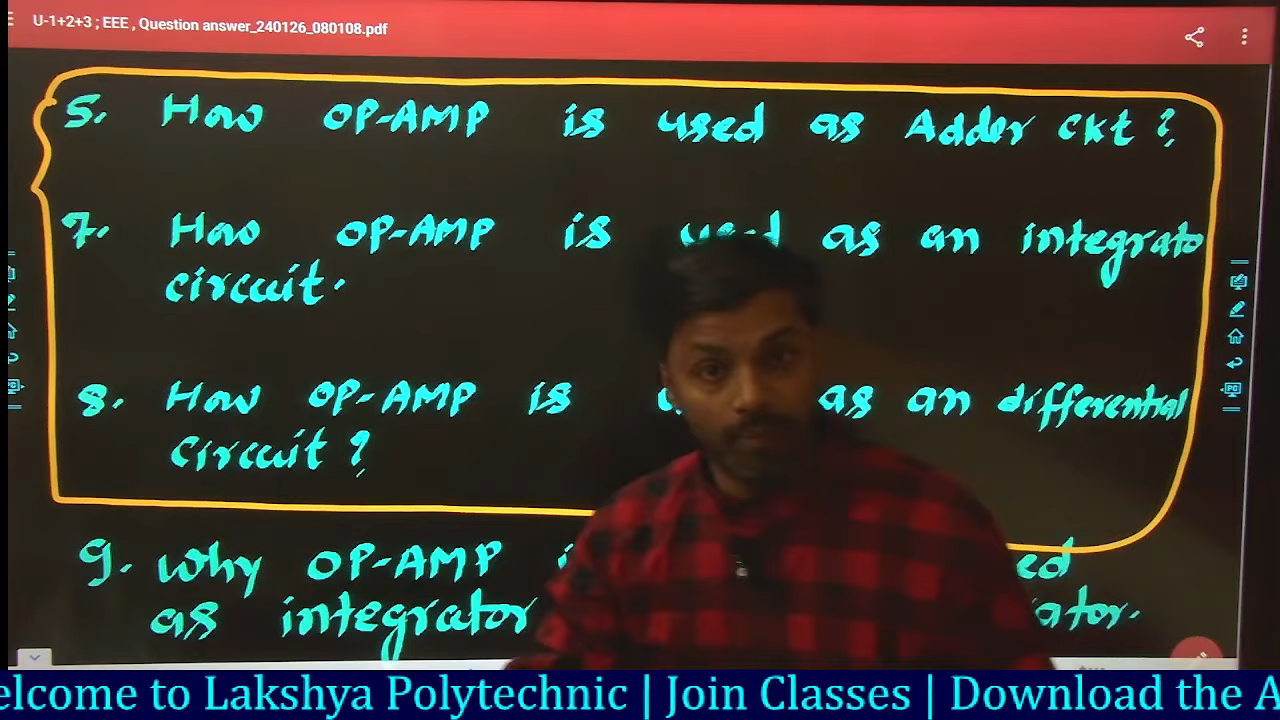 U-1+2+3 ; EEE , Question answer_240126_080108.pdf
5. How OP-AMP is used as Adder ckt ?
7. How OP-AMP is used as an integrato
circuit.
8. How OP-AMP is as an differential
circuit ?
9. why OP-AMP
as integrator
elcome to Lakshya Polytechnic | Join Classes | Download the A